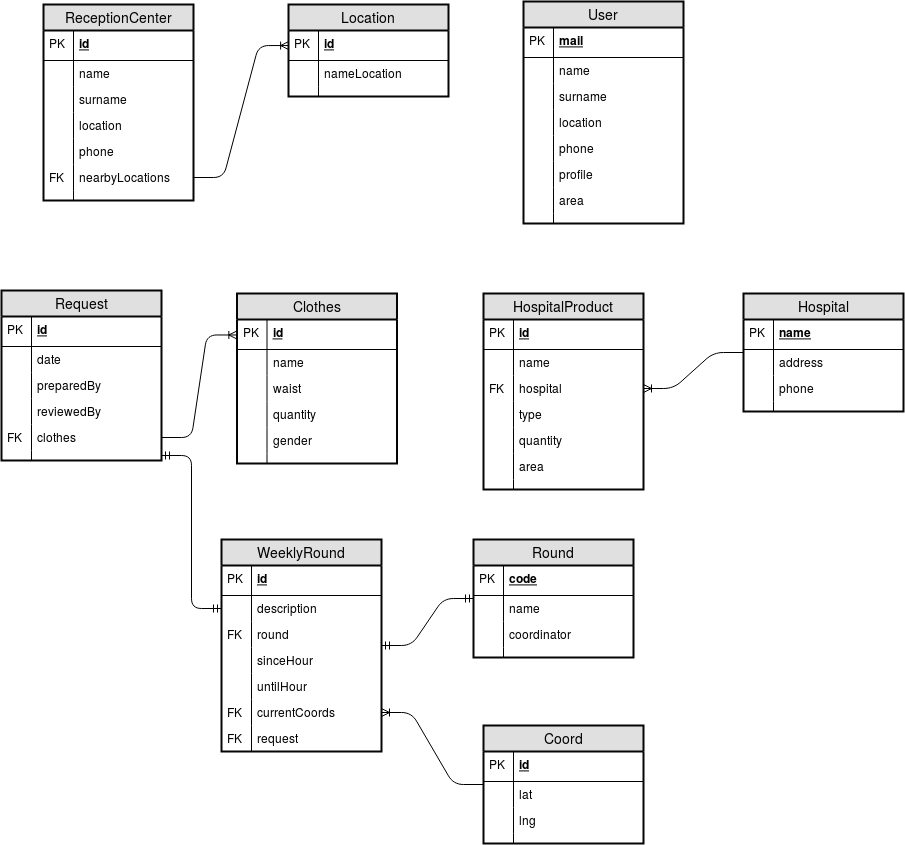 ReceptionCenter
PK id
name
surname
location
phone
FK nearbyLocations
Location
PK id
nameLocation
User
PK mail
name
surname
location
phone
profile
area
Request
PK id
date
preparedBy
reviewedBy
FK clothes
Clothes
PK id
name
waist
quantity
gender
HospitalProduct
PK id
name
FK hospital
type
quantity
area
Hospital
PK name
address
phone
WeeklyRound
PK id
description
FK round
sinceHour
untilHour
FK currentCoords
FK request
Round
PK code
name
coordinator
Coord
PK id
lat
lng